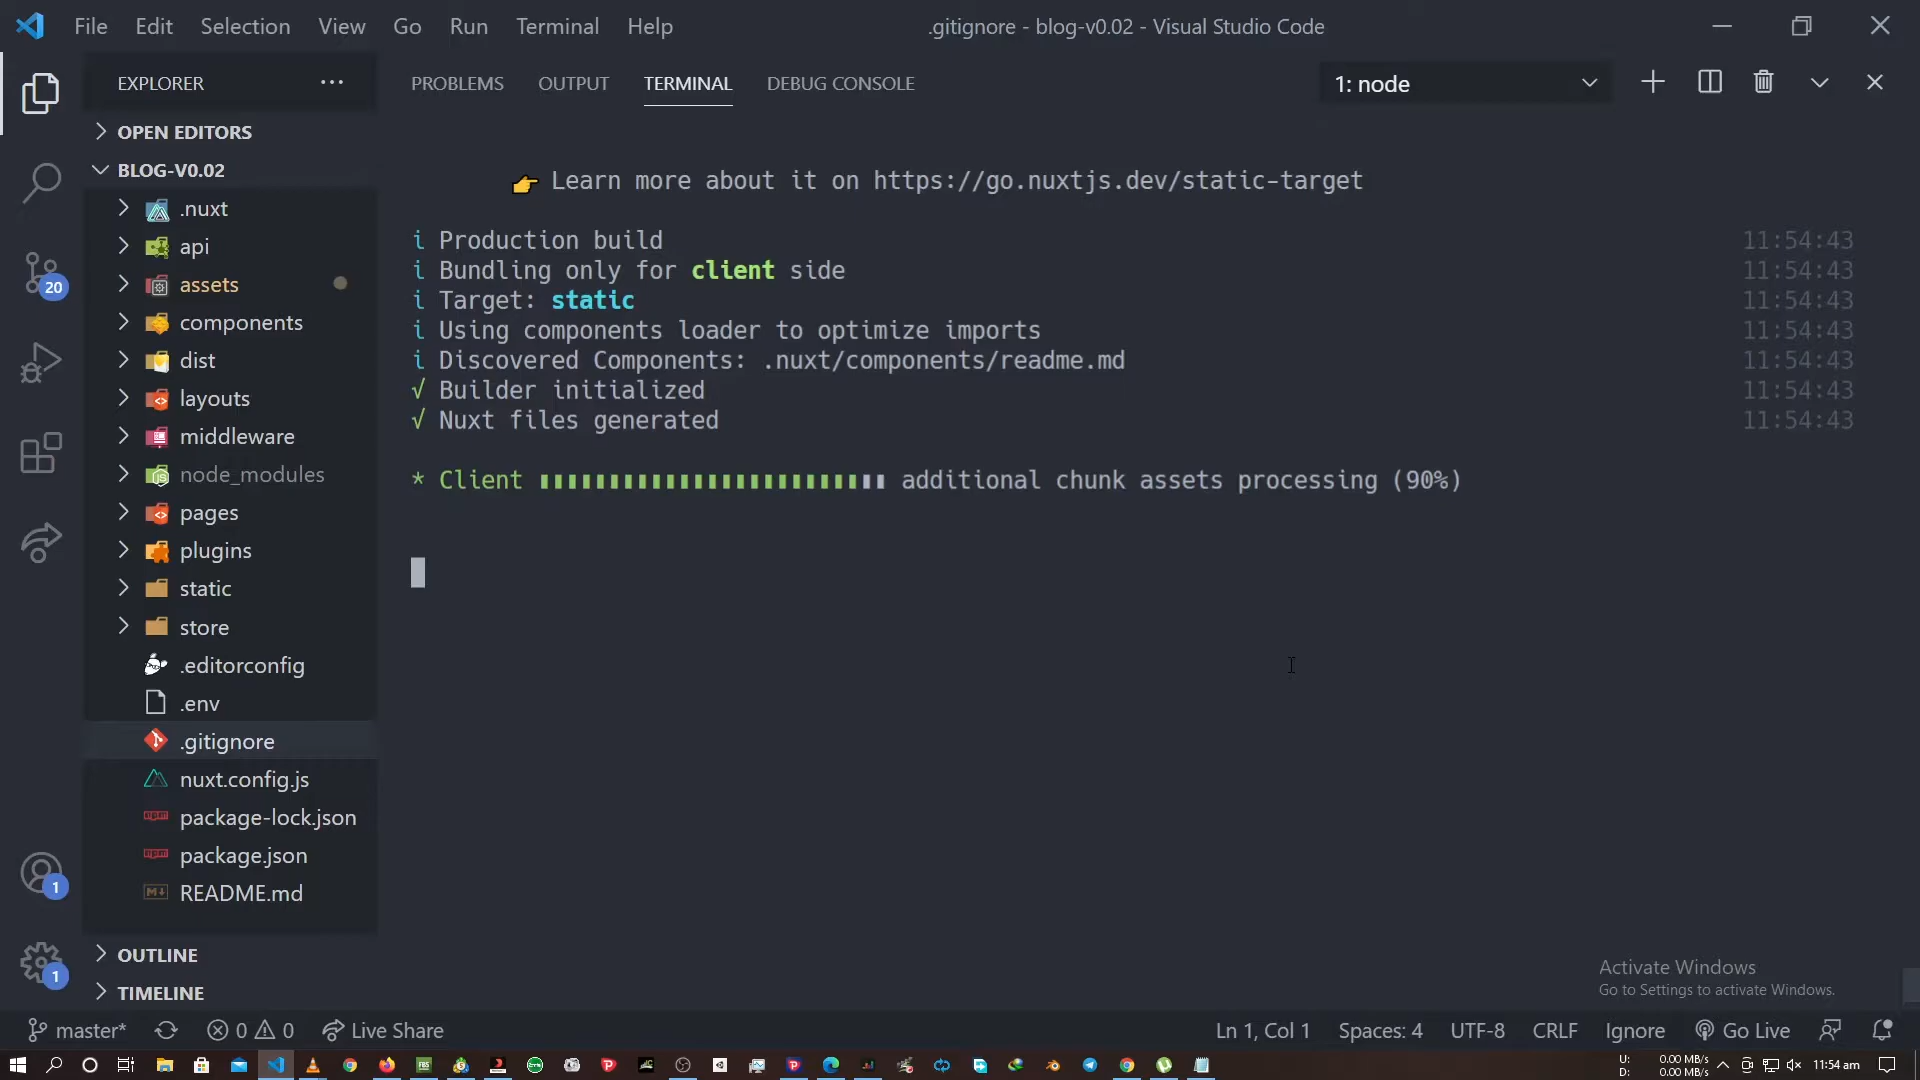 File Edit Selection View Go Run Terminal Help
.gitignore - blog-v0.02 - Visual Studio Code
EXPLORER
OPEN EDITORS
BLOG-V0.02
.nuxt
api
assets
components
dist
layouts
middleware
node_modules
pages
plugins
static
store
.editorconfig
.env
.gitignore
nuxt.config.js
package-lock.json
package.json
README.md
OUTLINE
TIMELINE
20
1
1
PROBLEMS OUTPUT TERMINAL DEBUG CONSOLE
1: node
Learn more about it on https://go.nuxtjs.dev/static-target
i Production build 11:54:43
i Bundling only for client side 11:54:43
i Target: static 11:54:43
i Using components loader to optimize imports 11:54:43
i Discovered Components: .nuxt/components/readme.md 11:54:43
√ Builder initialized 11:54:43
√ Nuxt files generated 11:54:43
* Client additional chunk assets processing (90%)
Activate Windows
Go to Settings to activate Windows.
master* 0 0 Live Share Ln 1, Col 1 Spaces: 4 UTF-8 CRLF Ignore Go Live
U: 0.00 MB/s
D: 0.00 MB/s
11:54 am